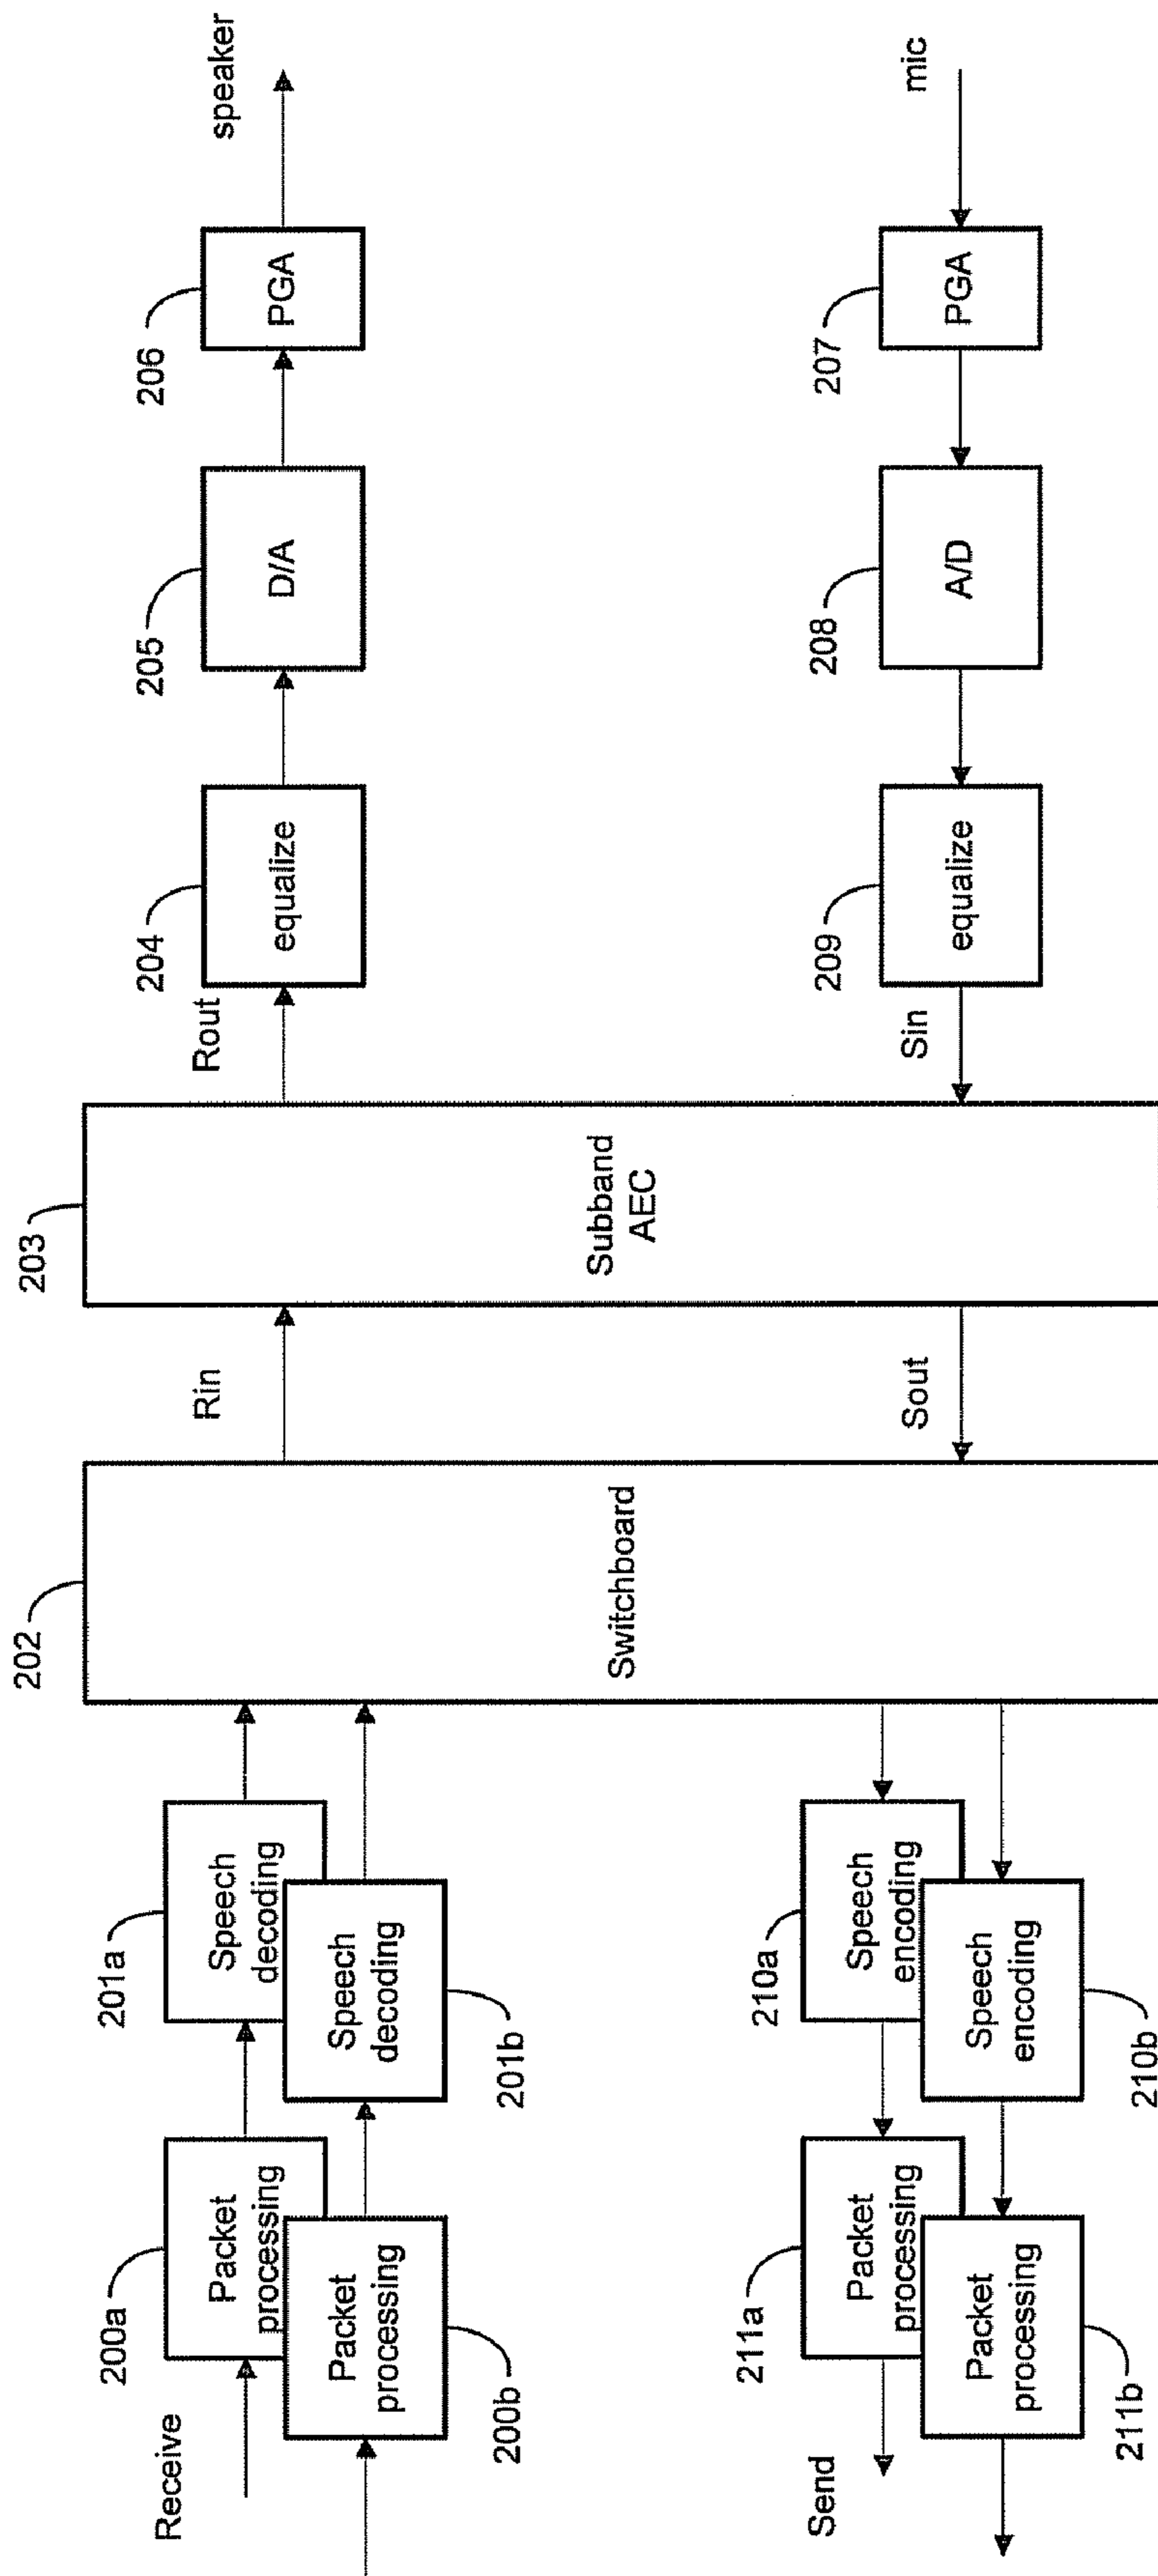 Receive
200a
Packet
processing
200b
Packet
processing
201a
Speech
decoding
201b
Speech
decoding
202
Switchboard
Rin
203
Subband
AEC
Rout
204
equalize
205
D/A
206
PGA
speaker
mic
207
PGA
208
A/D
209
equalize
Sin
Sout
210a
Speech
encoding
210b
Speech
encoding
211a
Packet
processing
211b
Packet
processing
Send